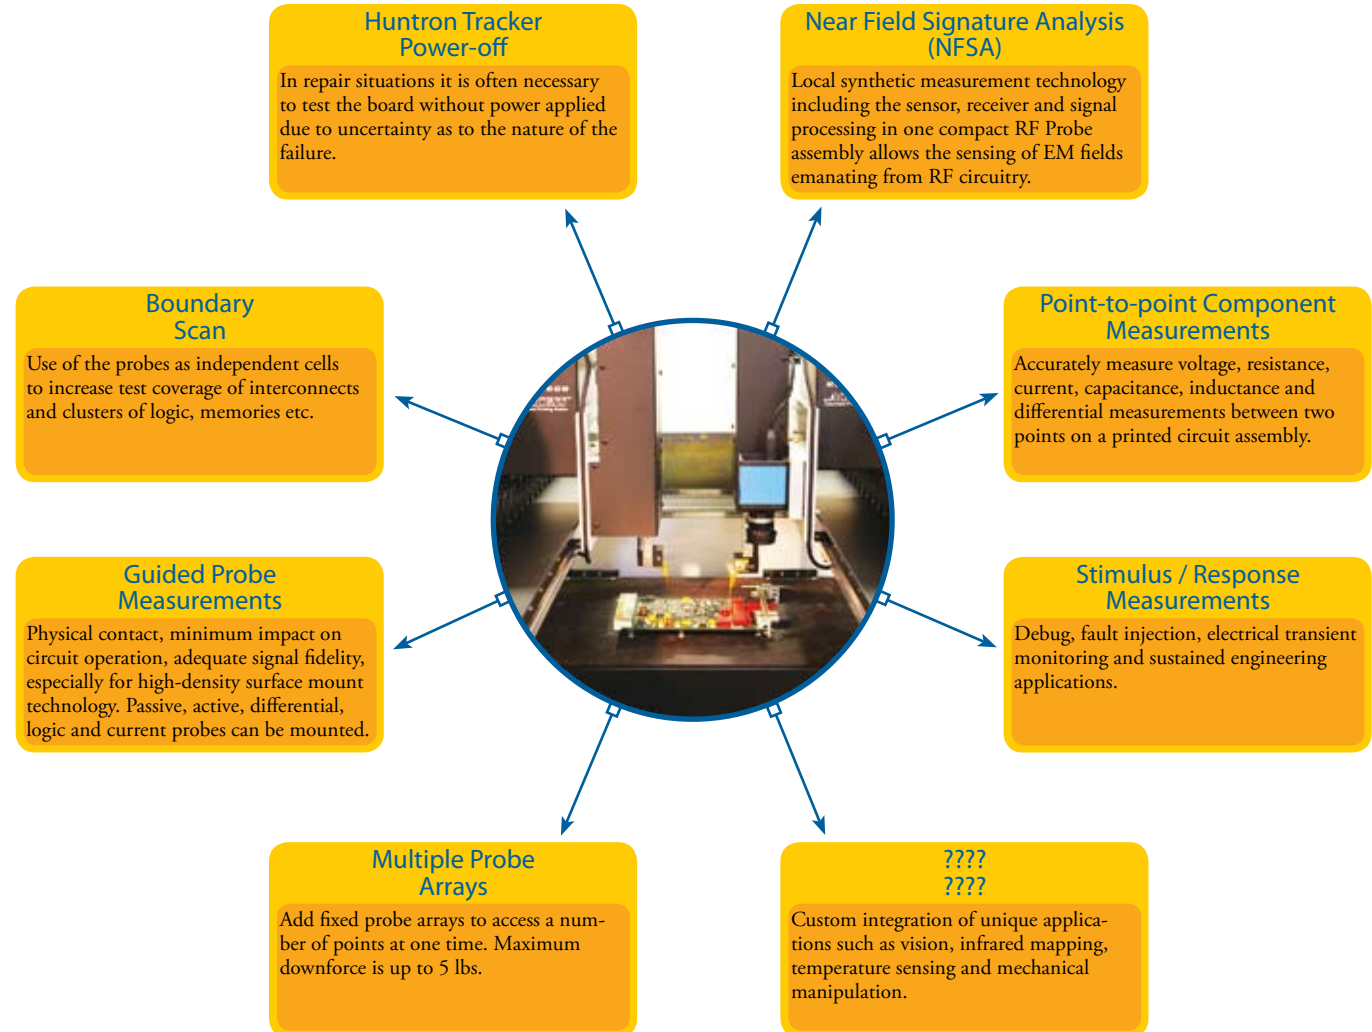 Huntron Tracker
Power-off
In repair situations it is often necessary
to test the board without power applied
due to uncertainty as to the nature of the
failure.
Near Field Signature Analysis
(NFSA)
Local synthetic measurement technology
including the sensor, receiver and signal
processing in one compact RF Probe
assembly allows the sensing of EM fields
emanating from RF circuitry.
Boundary
Scan
Use of the probes as independent cells
to increase test coverage of interconnects
and clusters of logic, memories etc.
Point-to-point Component
Measurements
Accurately measure voltage, resistance,
current, capacitance, inductance and
differential measurements between two
points on a printed circuit assembly.
Guided Probe
Measurements
Physical contact, minimum impact on
circuit operation, adequate signal fidelity,
especially for high-density surface mount
technology. Passive, active, differential,
logic and current probes can be mounted.
Stimulus / Response
Measurements
Debug, fault injection, electrical transient
monitoring and sustained engineering
applications.
Multiple Probe
Arrays
Add fixed probe arrays to access a num-
ber of points at one time. Maximum
downforce is up to 5 lbs.
????
????
Custom integration of unique applica-
tions such as vision, infrared mapping,
temperature sensing and mechanical
manipulation.